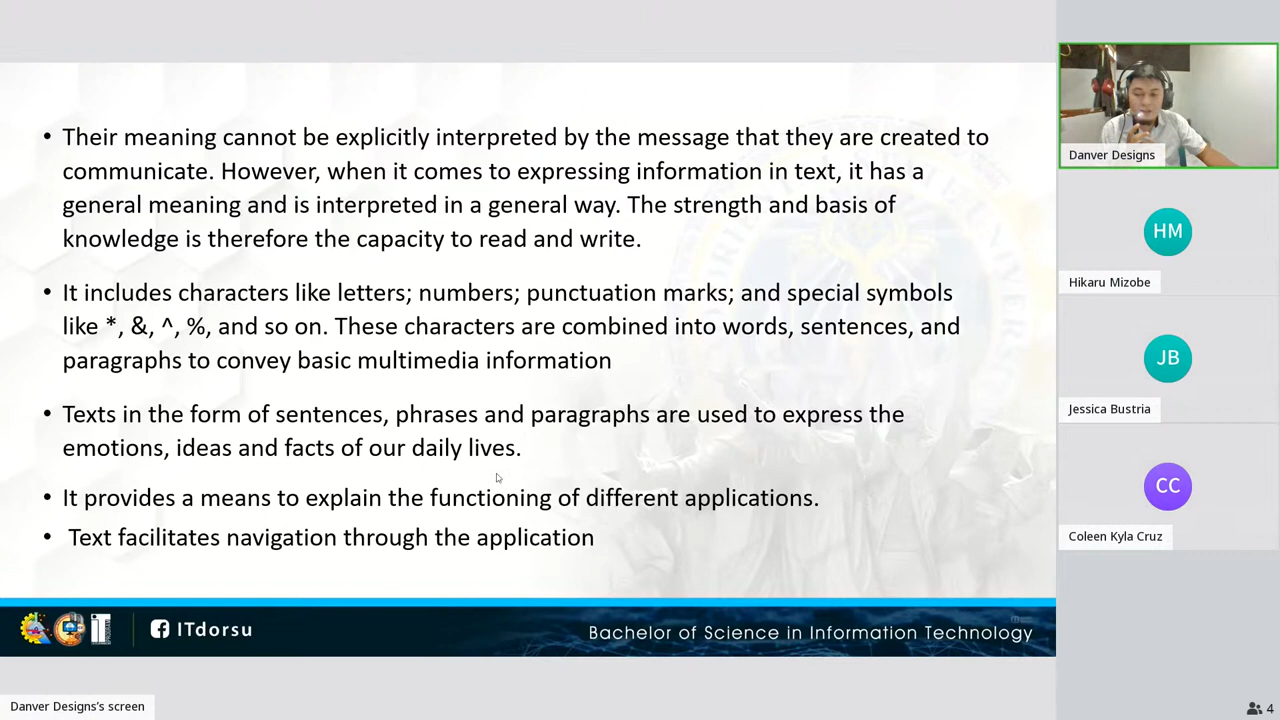 • Their meaning cannot be explicitly interpreted by the message that they are created to
communicate. However, when it comes to expressing information in text, it has a
general meaning and is interpreted in a general way. The strength and basis of
knowledge is therefore the capacity to read and write.
• It includes characters like letters; numbers; punctuation marks; and special symbols
like *, &, ^, %, and so on. These characters are combined into words, sentences, and
paragraphs to convey basic multimedia information
• Texts in the form of sentences, phrases and paragraphs are used to express the
emotions, ideas and facts of our daily lives.
• It provides a means to explain the functioning of different applications.
• Text facilitates navigation through the application
ITdorsu
Bachelor of Science in Information Technology
Danver Designs's screen
Danver Designs
HM
Hikaru Mizobe
JB
Jessica Bustria
CC
Coleen Kyla Cruz
4